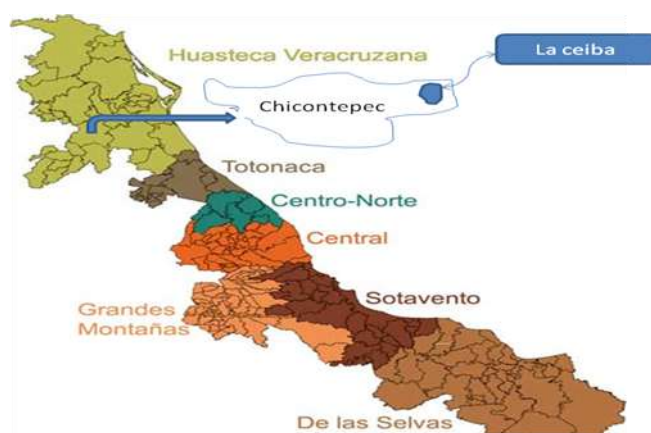 Huasteca Veracruzana
La ceiba
Chicontepec
Totonaca
Centro-Norte
Central
Sotavento
Grandes
Montañas
De las Selvas